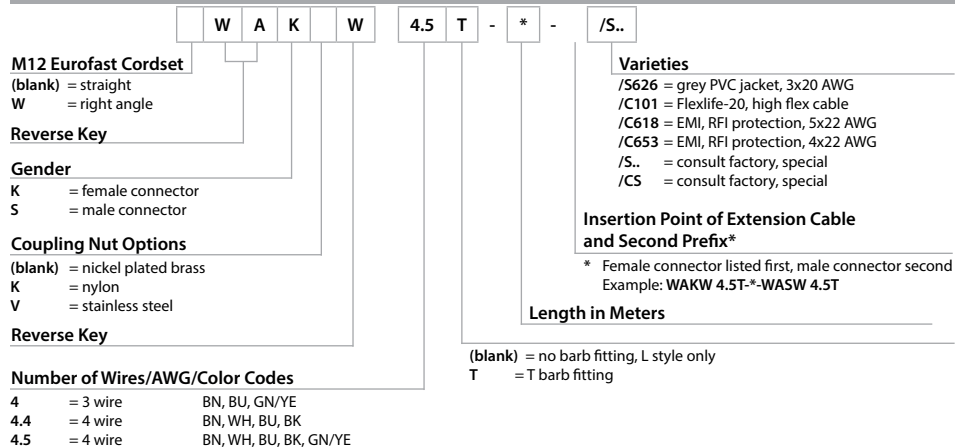 W A K W 4.5 T - * - /S..
M12 Eurofast Cordset
(blank) = straight
W = right angle
Reverse Key
Gender
K = female connector
S = male connector
Coupling Nut Options
(blank) = nickel plated brass
K = nylon
V = stainless steel
Reverse Key
Number of Wires/AWG/Color Codes
4 = 3 wire BN, BU, GN/YE
4.4 = 4 wire BN, WH, BU, BK
4.5 = 4 wire BN, WH, BU, BK, GN/YE
Varieties
/S626 = grey PVC jacket, 3x20 AWG
/C101 = Flexlife-20, high flex cable
/C618 = EMI, RFI protection, 5x22 AWG
/C653 = EMI, RFI protection, 4x22 AWG
/S.. = consult factory, special
/CS = consult factory, special
Insertion Point of Extension Cable
and Second Prefix*
* Female connector listed first, male connector second
Example: WAKW 4.5T-*-WASW 4.5T
Length in Meters
(blank) = no barb fitting, L style only
T = T barb fitting